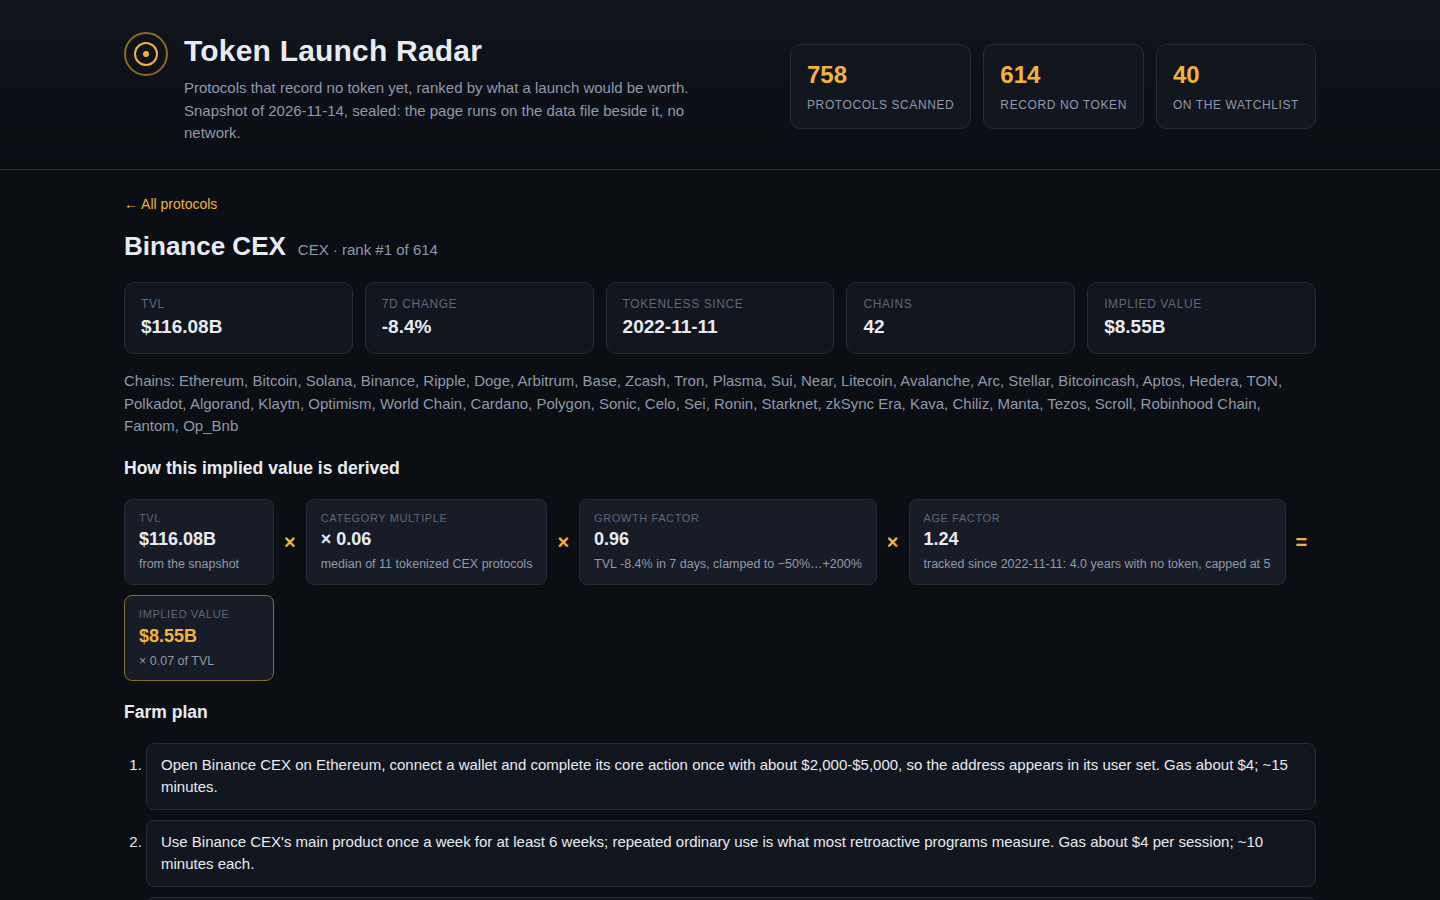 Token Launch Radar
Protocols that record no token yet, ranked by what a launch would be worth.
Snapshot of 2026-11-14, sealed: the page runs on the data file beside it, no
network.
758
PROTOCOLS SCANNED
614
RECORD NO TOKEN
40
ON THE WATCHLIST
← All protocols
Binance CEX CEX · rank #1 of 614
TVL
$116.08B
7D CHANGE
-8.4%
TOKENLESS SINCE
2022-11-11
CHAINS
42
IMPLIED VALUE
$8.55B
Chains: Ethereum, Bitcoin, Solana, Binance, Ripple, Doge, Arbitrum, Base, Zcash, Tron, Plasma, Sui, Near, Litecoin, Avalanche, Arc, Stellar, Bitcoincash, Aptos, Hedera, TON,
Polkadot, Algorand, Klaytn, Optimism, World Chain, Cardano, Polygon, Sonic, Celo, Sei, Ronin, Starknet, zkSync Era, Kava, Chiliz, Manta, Tezos, Scroll, Robinhood Chain,
Fantom, Op_Bnb
How this implied value is derived
TVL
$116.08B
from the snapshot
×
CATEGORY MULTIPLE
× 0.06
median of 11 tokenized CEX protocols
×
GROWTH FACTOR
0.96
TVL -8.4% in 7 days, clamped to −50%…+200%
×
AGE FACTOR
1.24
tracked since 2022-11-11: 4.0 years with no token, capped at 5
=
IMPLIED VALUE
$8.55B
× 0.07 of TVL
Farm plan
1. Open Binance CEX on Ethereum, connect a wallet and complete its core action once with about $2,000-$5,000, so the address appears in its user set. Gas about $4; ~15
minutes.
2. Use Binance CEX's main product once a week for at least 6 weeks; repeated ordinary use is what most retroactive programs measure. Gas about $4 per session; ~10
minutes each.